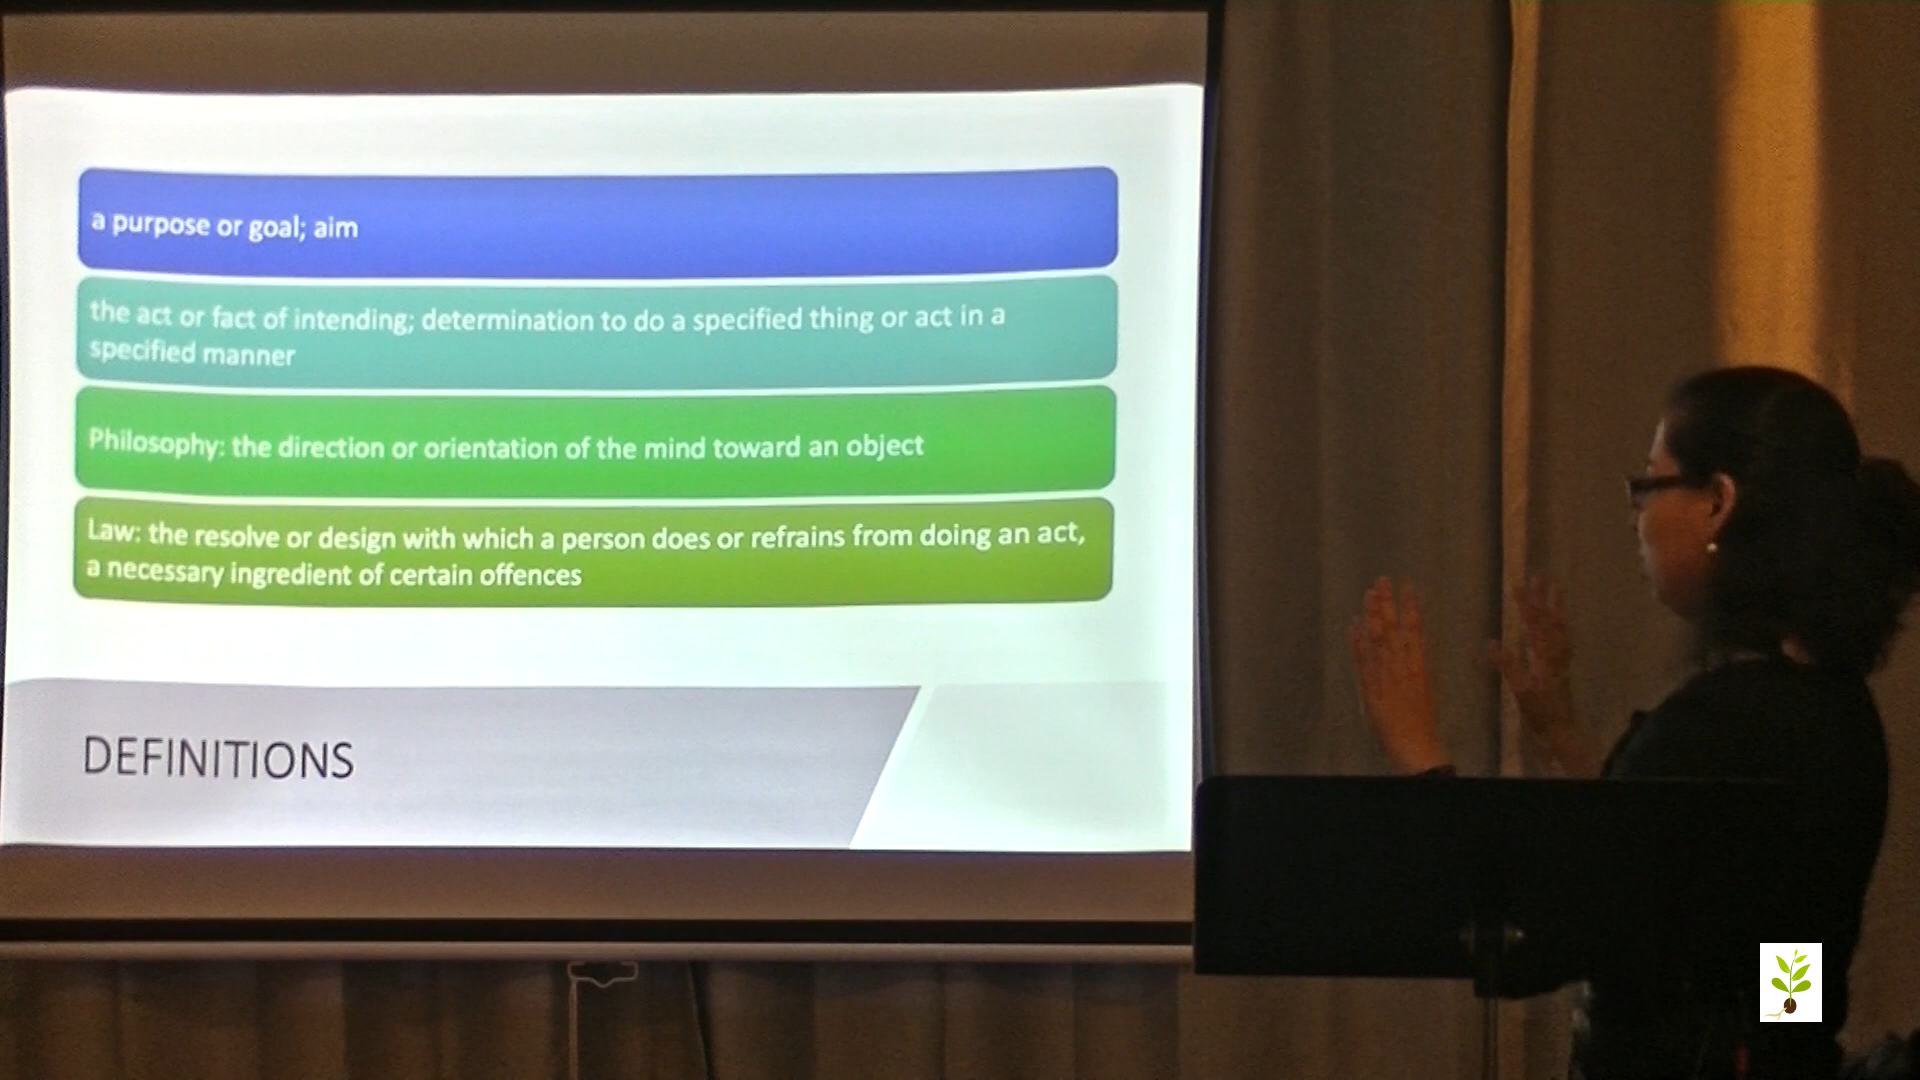 a purpose or goal; aim
the act or fact of intending; determination to do a specified thing or act in a
specified manner
Philosophy: the direction or orientation of the mind toward an object
Law: the resolve or design with which a person does or refrains from doing an act,
a necessary ingredient of certain offences
DEFINITIONS